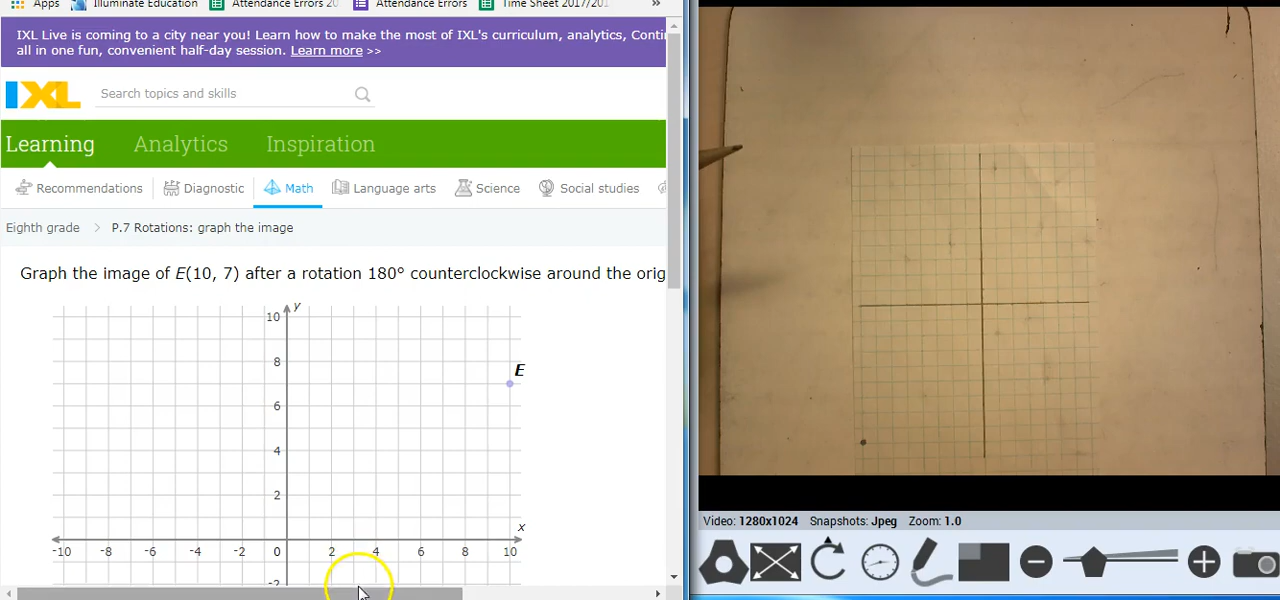 Apps Illuminate Education Attendance Errors 20 Attendance Errors Time Sheet 2017/201 »
IXL Live is coming to a city near you! Learn how to make the most of IXL's curriculum, analytics, Conti
all in one fun, convenient half-day session. Learn more >>
IXL Search topics and skills
Learning Analytics Inspiration
Recommendations Diagnostic Math Language arts Science Social studies
Eighth grade > P.7 Rotations: graph the image
Graph the image of E(10, 7) after a rotation 180° counterclockwise around the orig
y
10
8
E
6
4
2
x
-10 -8 -6 -4 -2 0 2 4 6 8 10
-2
Video: 1280x1024 Snapshots: Jpeg Zoom: 1.0